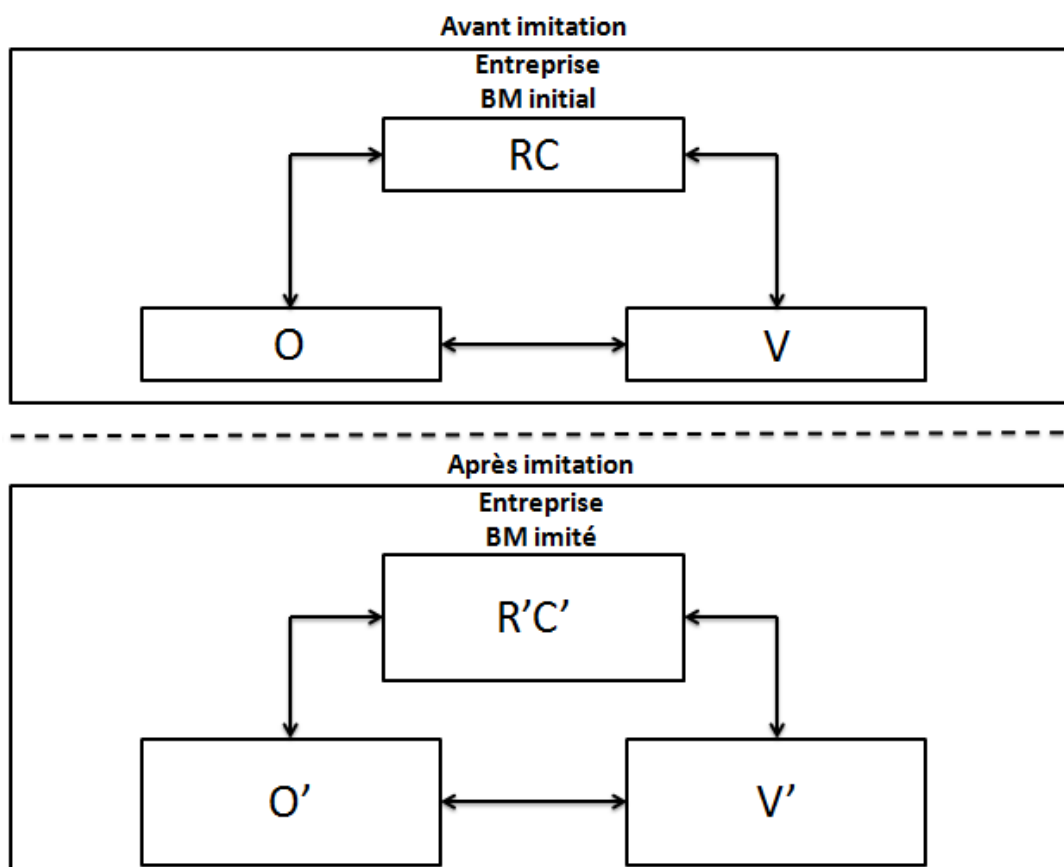 Avant imitation
Entreprise
BM initial
RC
O
V
Après imitation
Entreprise
BM imité
R’C’
O’
V’